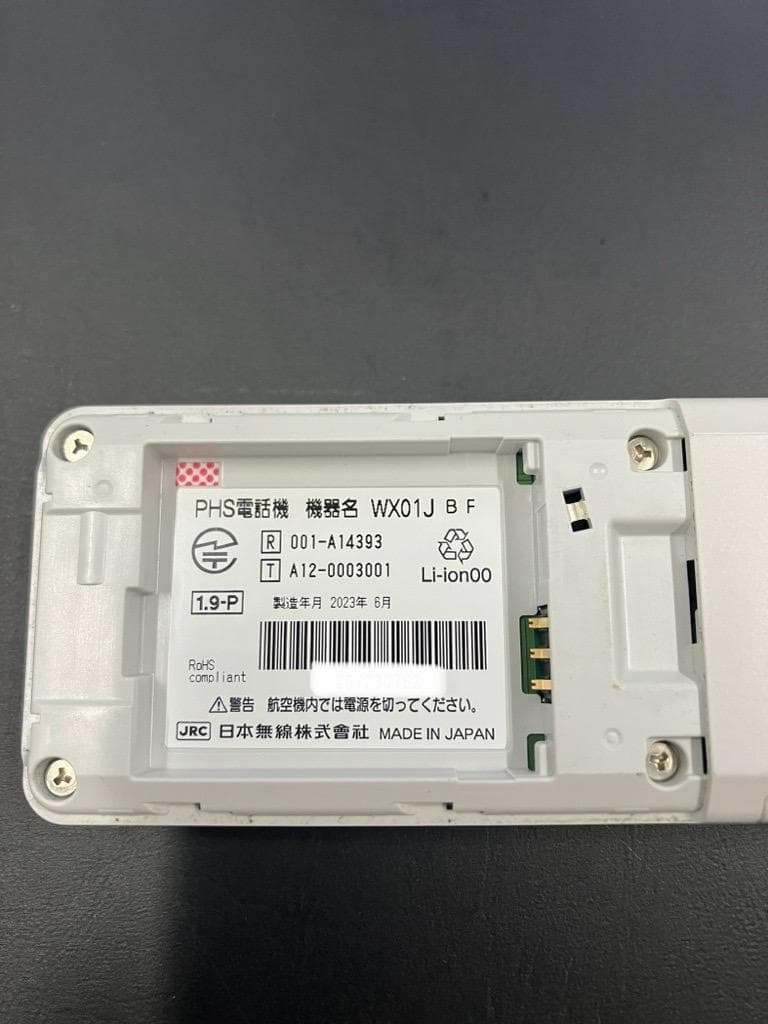 PHS電話機 機器名 WX01J B F
R 001-A14393
T A12-0003001
Li-ion00
1.9-P 製造年月 2023年 6月
RoHS
compliant
警告 航空機内では電源を切ってください。
JRC 日本無線株式會社 MADE IN JAPAN